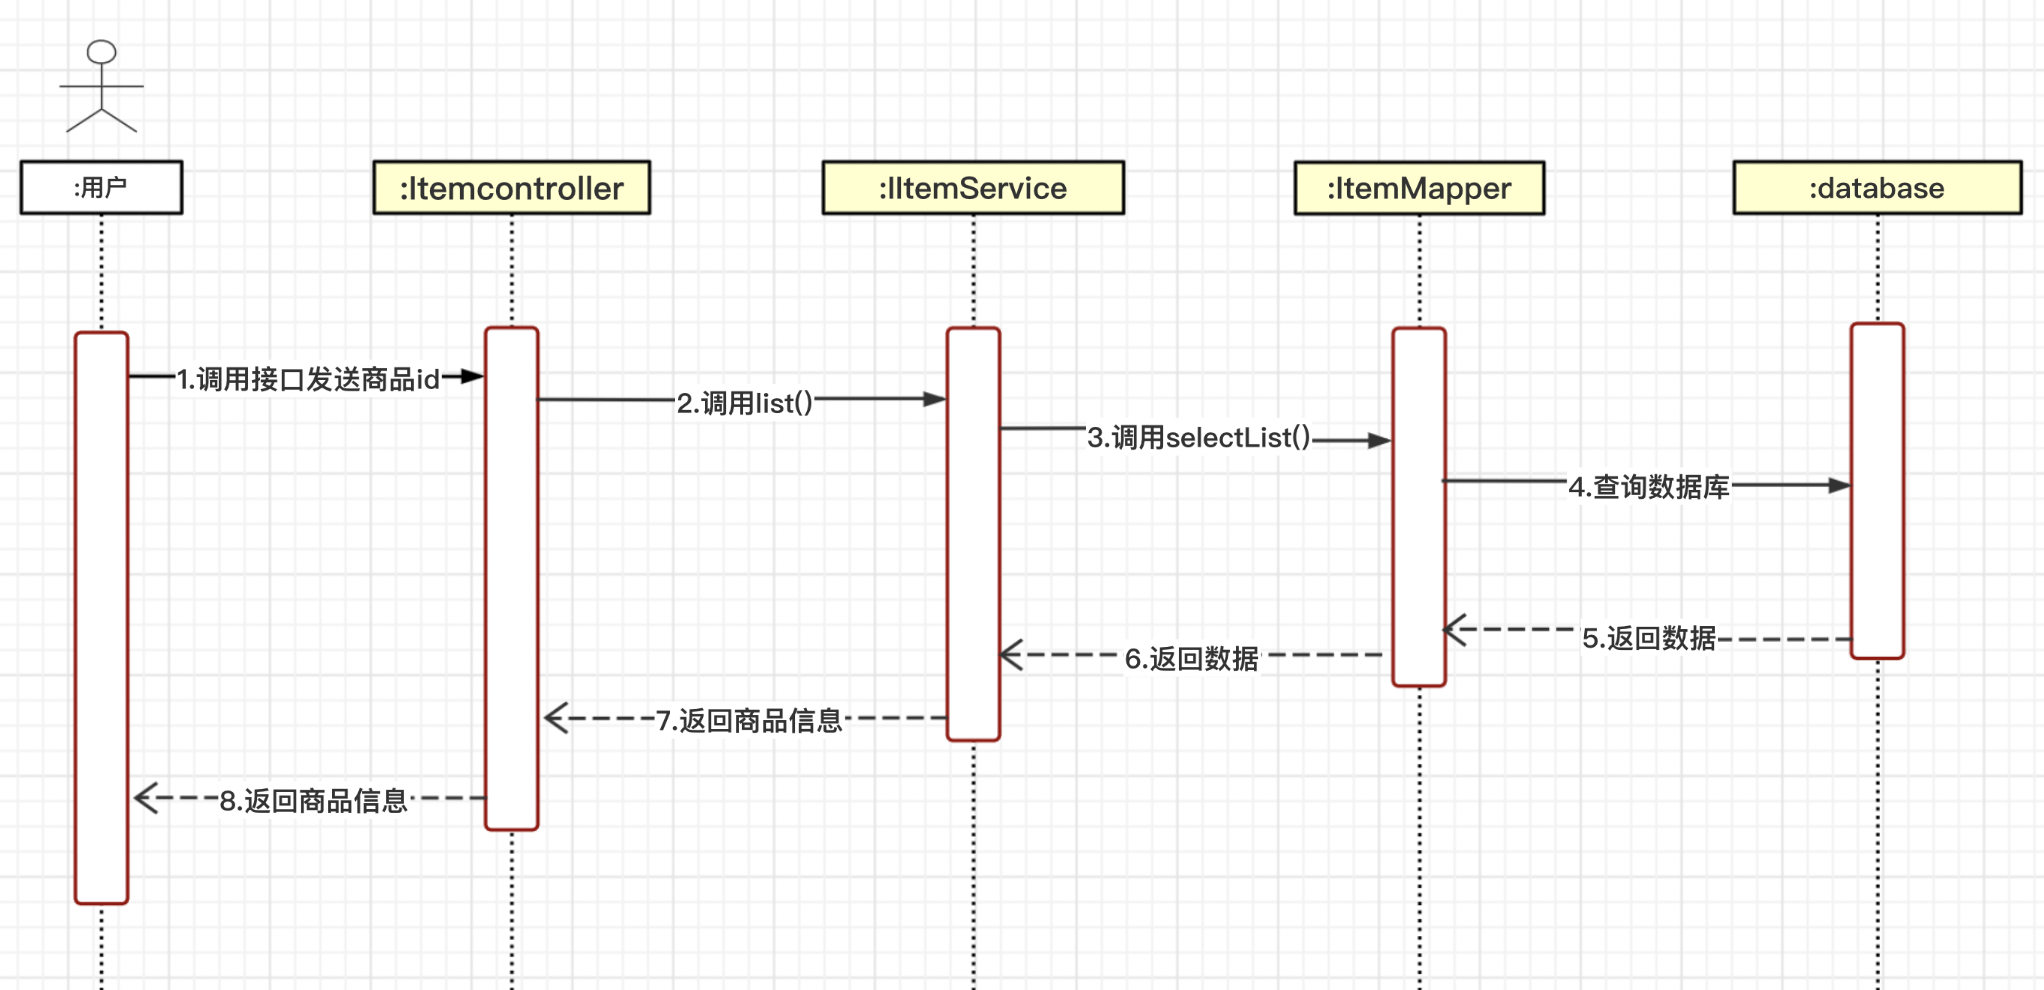 :用户
:Itemcontroller
:IItemService
:ItemMapper
:database
1.调用接口发送商品id
2.调用list()
3.调用selectList()
4.查询数据库
5.返回数据
6.返回数据
7.返回商品信息
8.返回商品信息